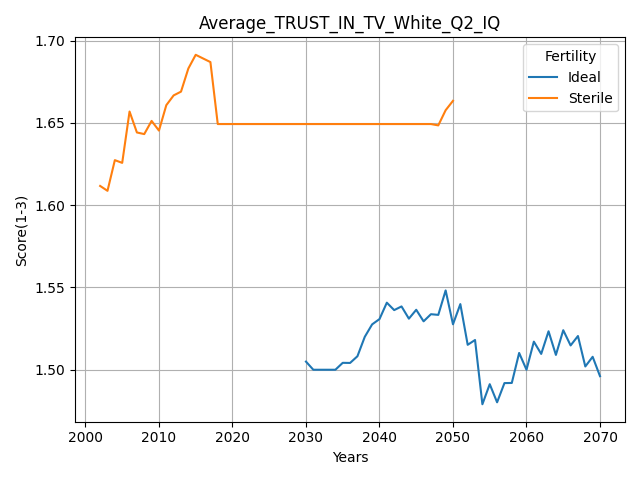 Average_TRUST_IN_TV_White_Q2_IQ
Fertility
Ideal
Sterile
Score(1-3)
1.70
1.65
1.60
1.55
1.50
2000 2010 2020 2030 2040 2050 2060 2070
Years